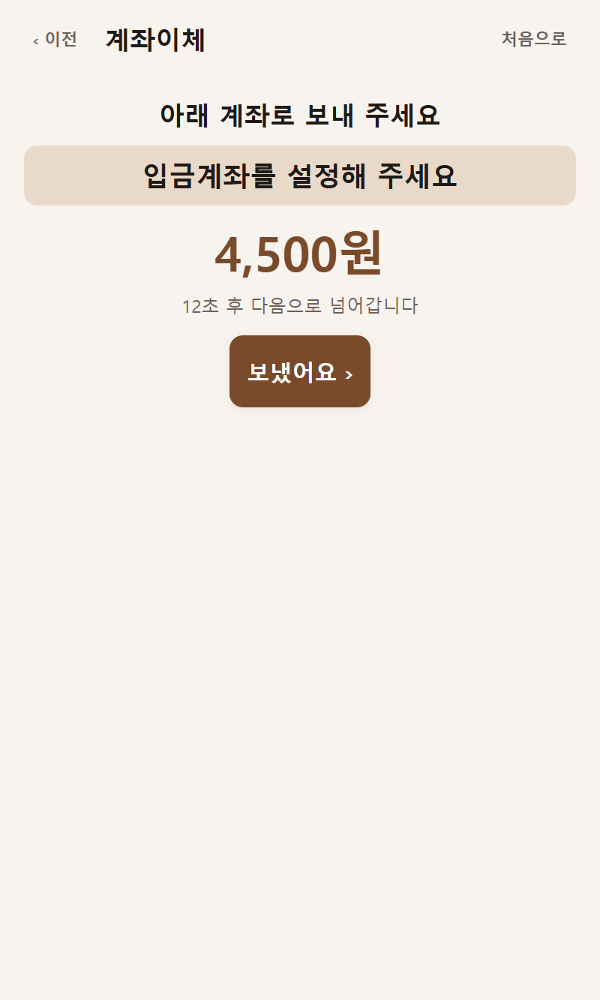 ‹ 이전
계좌이체
처음으로
아래 계좌로 보내 주세요
입금계좌를 설정해 주세요
4,500원
12초 후 다음으로 넘어갑니다
보냈어요 ›